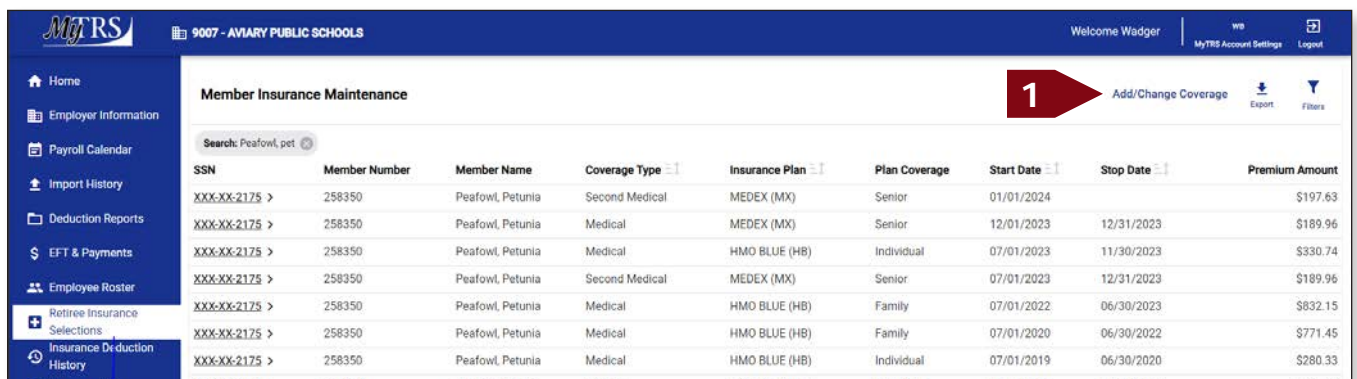 MyTRS
9007 - AVIARY PUBLIC SCHOOLS
Welcome Wadger
WB
MyTRS Account Settings
Logout
Home
Employer Information
Payroll Calendar
Import History
Deduction Reports
EFT & Payments
Employee Roster
Retiree Insurance
Selections
Insurance Deduction
History
Member Insurance Maintenance
1
Add/Change Coverage
Export
Filters
Search: Peafowl, pet
SSN Member Number Member Name Coverage Type Insurance Plan Plan Coverage Start Date Stop Date Premium Amount
XXX-XX-2175 > 258350 Peafowl, Petunia Second Medical MEDEX (MX) Senior 01/01/2024 $197.63
XXX-XX-2175 > 258350 Peafowl, Petunia Medical MEDEX (MX) Senior 12/01/2023 12/31/2023 $189.96
XXX-XX-2175 > 258350 Peafowl, Petunia Medical HMO BLUE (HB) Individual 07/01/2023 11/30/2023 $330.74
XXX-XX-2175 > 258350 Peafowl, Petunia Second Medical MEDEX (MX) Senior 07/01/2023 12/31/2023 $189.96
XXX-XX-2175 > 258350 Peafowl, Petunia Medical HMO BLUE (HB) Family 07/01/2022 06/30/2023 $832.15
XXX-XX-2175 > 258350 Peafowl, Petunia Medical HMO BLUE (HB) Family 07/01/2020 06/30/2022 $771.45
XXX-XX-2175 > 258350 Peafowl, Petunia Medical HMO BLUE (HB) Individual 07/01/2019 06/30/2020 $280.33